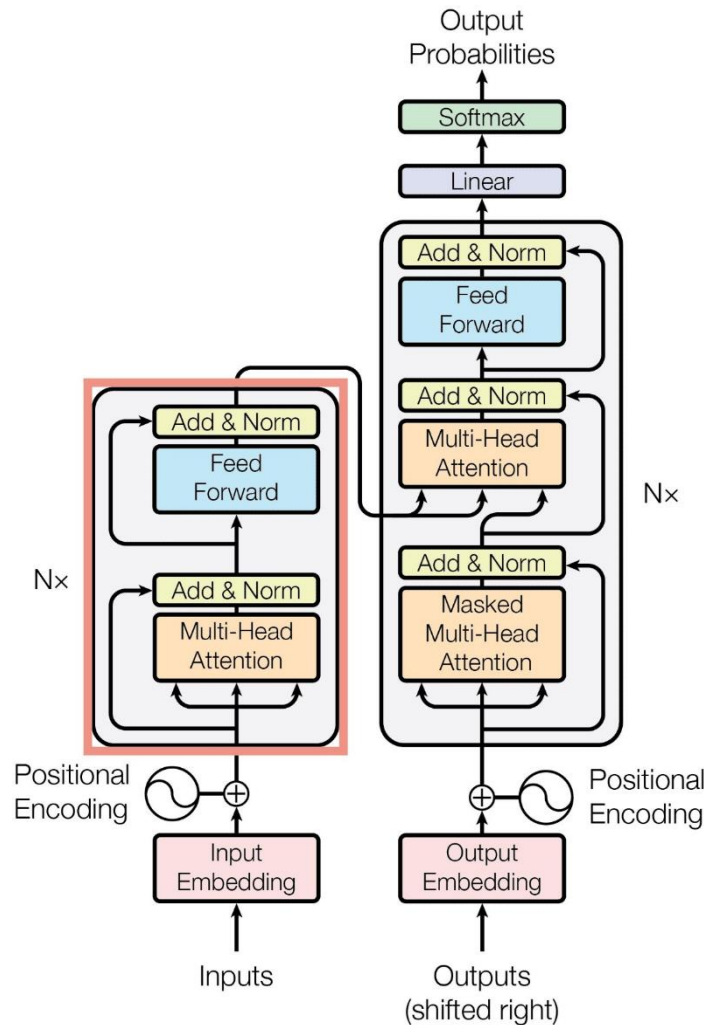 Output
Probabilities
Softmax
Linear
Add & Norm
Feed
Forward
Add & Norm
Multi-Head
Attention
Add & Norm
Masked
Multi-Head
Attention
Nx
Add & Norm
Feed
Forward
Add & Norm
Multi-Head
Attention
Nx
Positional
Encoding
Positional
Encoding
Input
Embedding
Output
Embedding
Inputs
Outputs
(shifted right)